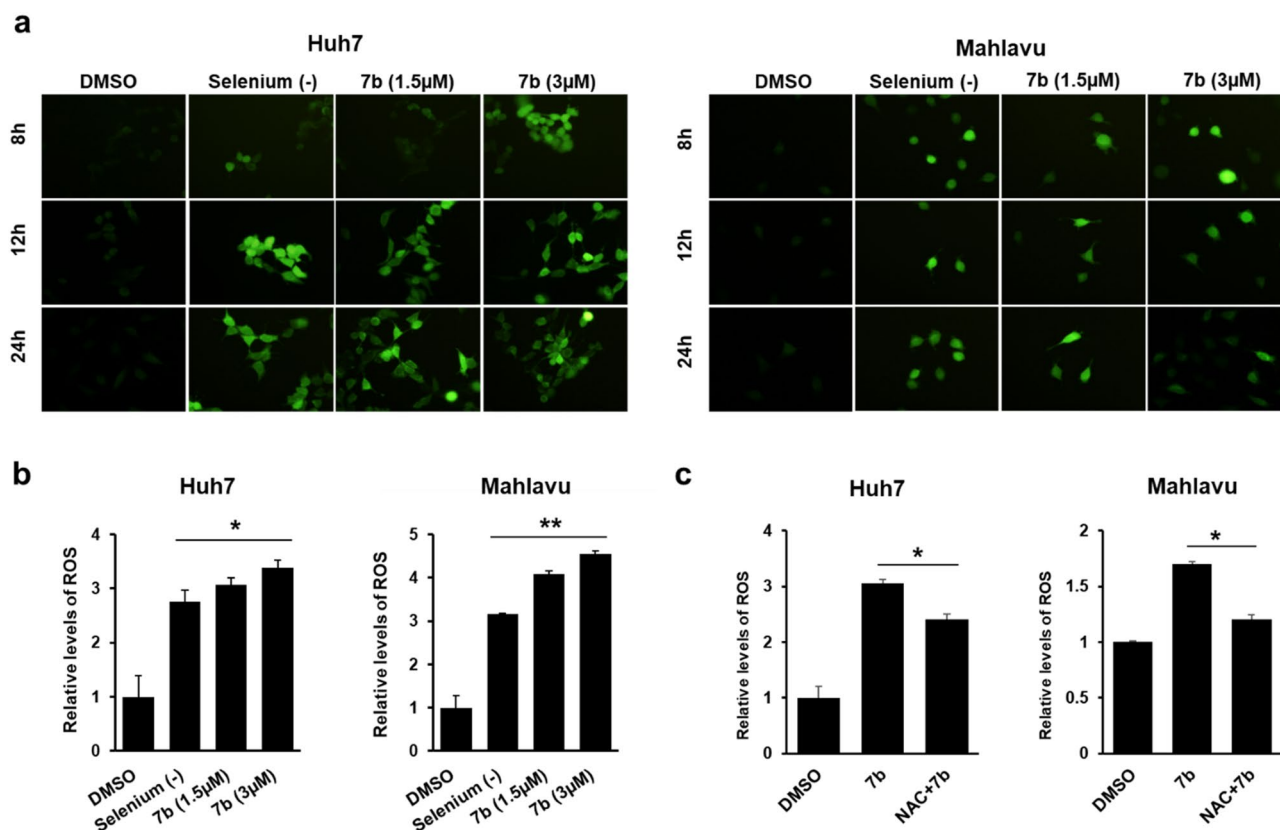 a
Huh7
DMSO Selenium (-) 7b (1.5µM) 7b (3µM)
8h
12h
24h
Mahlavu
DMSO Selenium (-) 7b (1.5µM) 7b (3µM)
8h
12h
24h
b
Huh7
Relative levels of ROS
4
3
2
1
0
*
DMSO
Selenium (-)
7b (1.5µM)
7b (3µM)
Mahlavu
Relative levels of ROS
5
4
3
2
1
0
**
DMSO
Selenium (-)
7b (1.5µM)
7b (3µM)
c
Huh7
Relative levels of ROS
4
3
2
1
0
*
DMSO
7b
NAC+7b
Mahlavu
Relative levels of ROS
2
1.5
1
0.5
0
*
DMSO
7b
NAC+7b